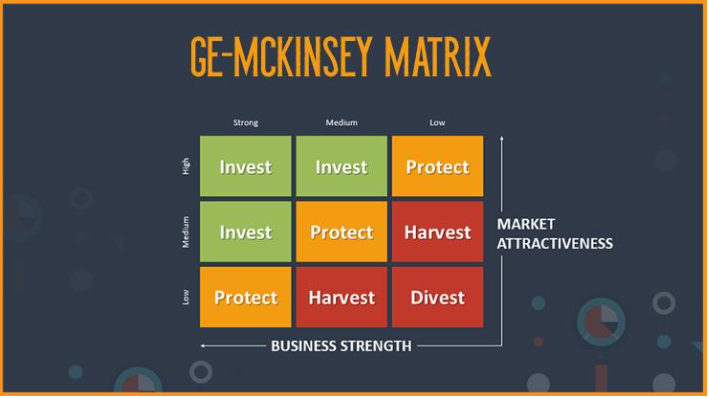 GE-MCKINSEY MATRIX
Strong Medium Low
High Invest Invest Protect
Medium Invest Protect Harvest
MARKET
ATTRACTIVENESS
Low Protect Harvest Divest
BUSINESS STRENGTH